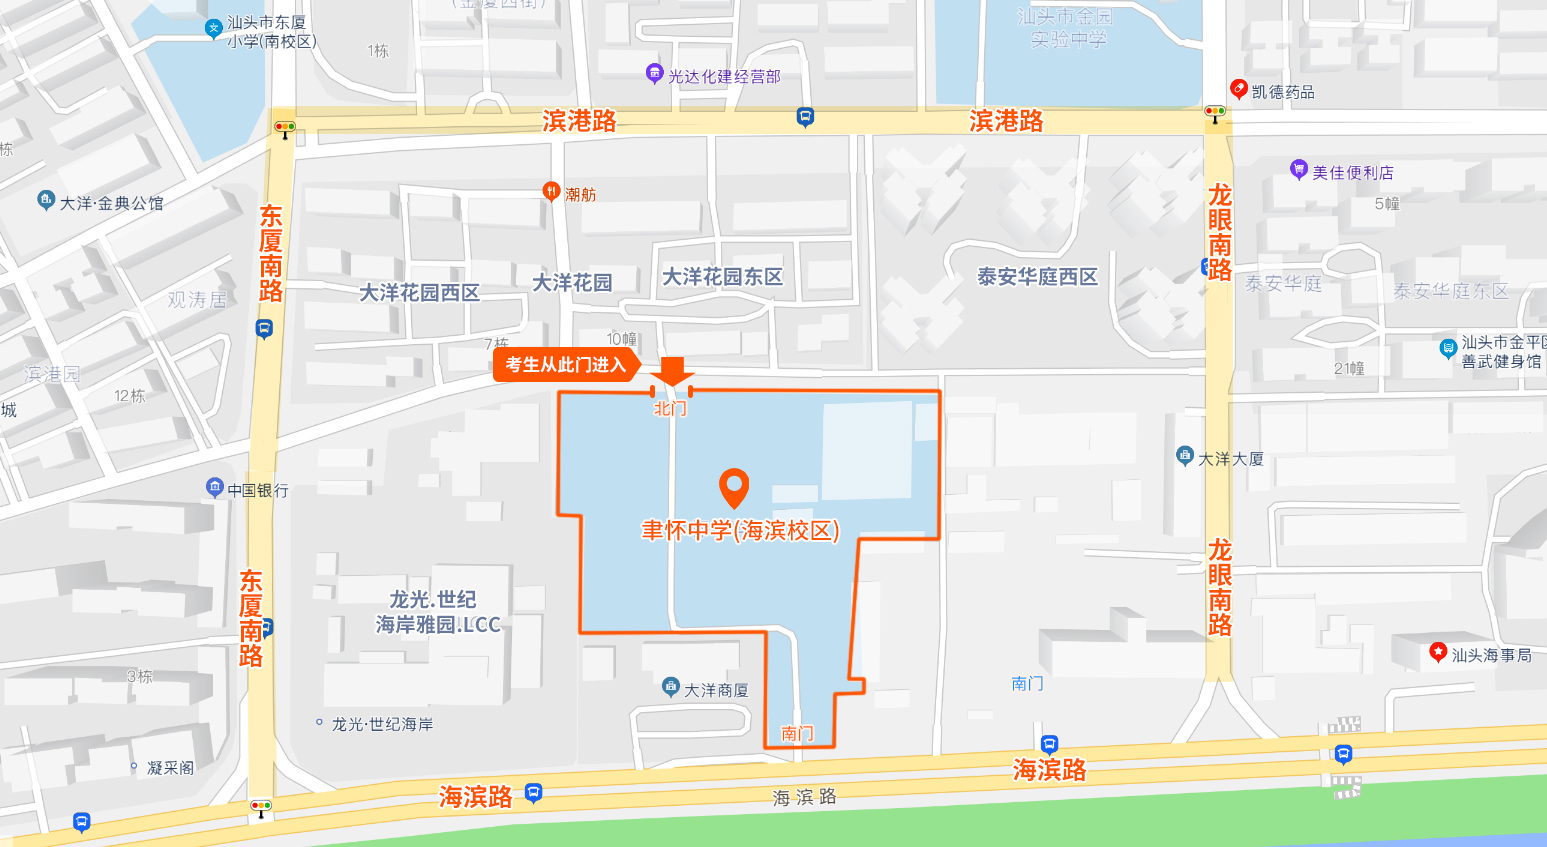 (金厦西街)
汕头市东厦
小学(南校区)
1栋
汕头市金园
实验中学
光达化建经营部
凯德药品
滨港路
滨港路
栋
大洋·金典公馆
潮舫
美佳便利店
5幢
东厦南路
龙眼南路
大洋花园西区
大洋花园
大洋花园东区
泰安华庭西区
泰安华庭
泰安华庭东区
观涛居
7栋
10幢
汕头市金平区
善武健身馆
考生从此门进入
21幢
滨港园
12栋
城
北门
大洋大厦
中国银行
聿怀中学(海滨校区)
东厦南路
龙眼南路
龙光.世纪
海岸雅园.LCC
3栋
汕头海事局
大洋商厦
南门
龙光·世纪海岸
南门
凝采阁
海滨路
海滨路
海滨路